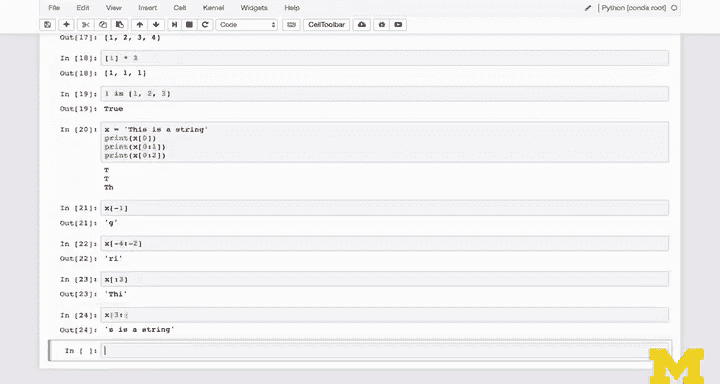 File Edit View Insert Cell Kernel Widgets Help Python [conda root]
Code CellToolbar
Out[17]: [1, 2, 3, 4]
In [18]: [1] * 3
Out[18]: [1, 1, 1]
In [19]: 1 in [1, 2, 3]
Out[19]: True
In [20]: x = 'This is a string'
print(x[0])
print(x[0:1])
print(x[0:2])
T
T
Th
In [21]: x[-1]
Out[21]: 'g'
In [22]: x[-4:-2]
Out[22]: 'ri'
In [23]: x[:3]
Out[23]: 'Thi'
In [24]: x[3:]
Out[24]: 's is a string'
In [ ]:
M